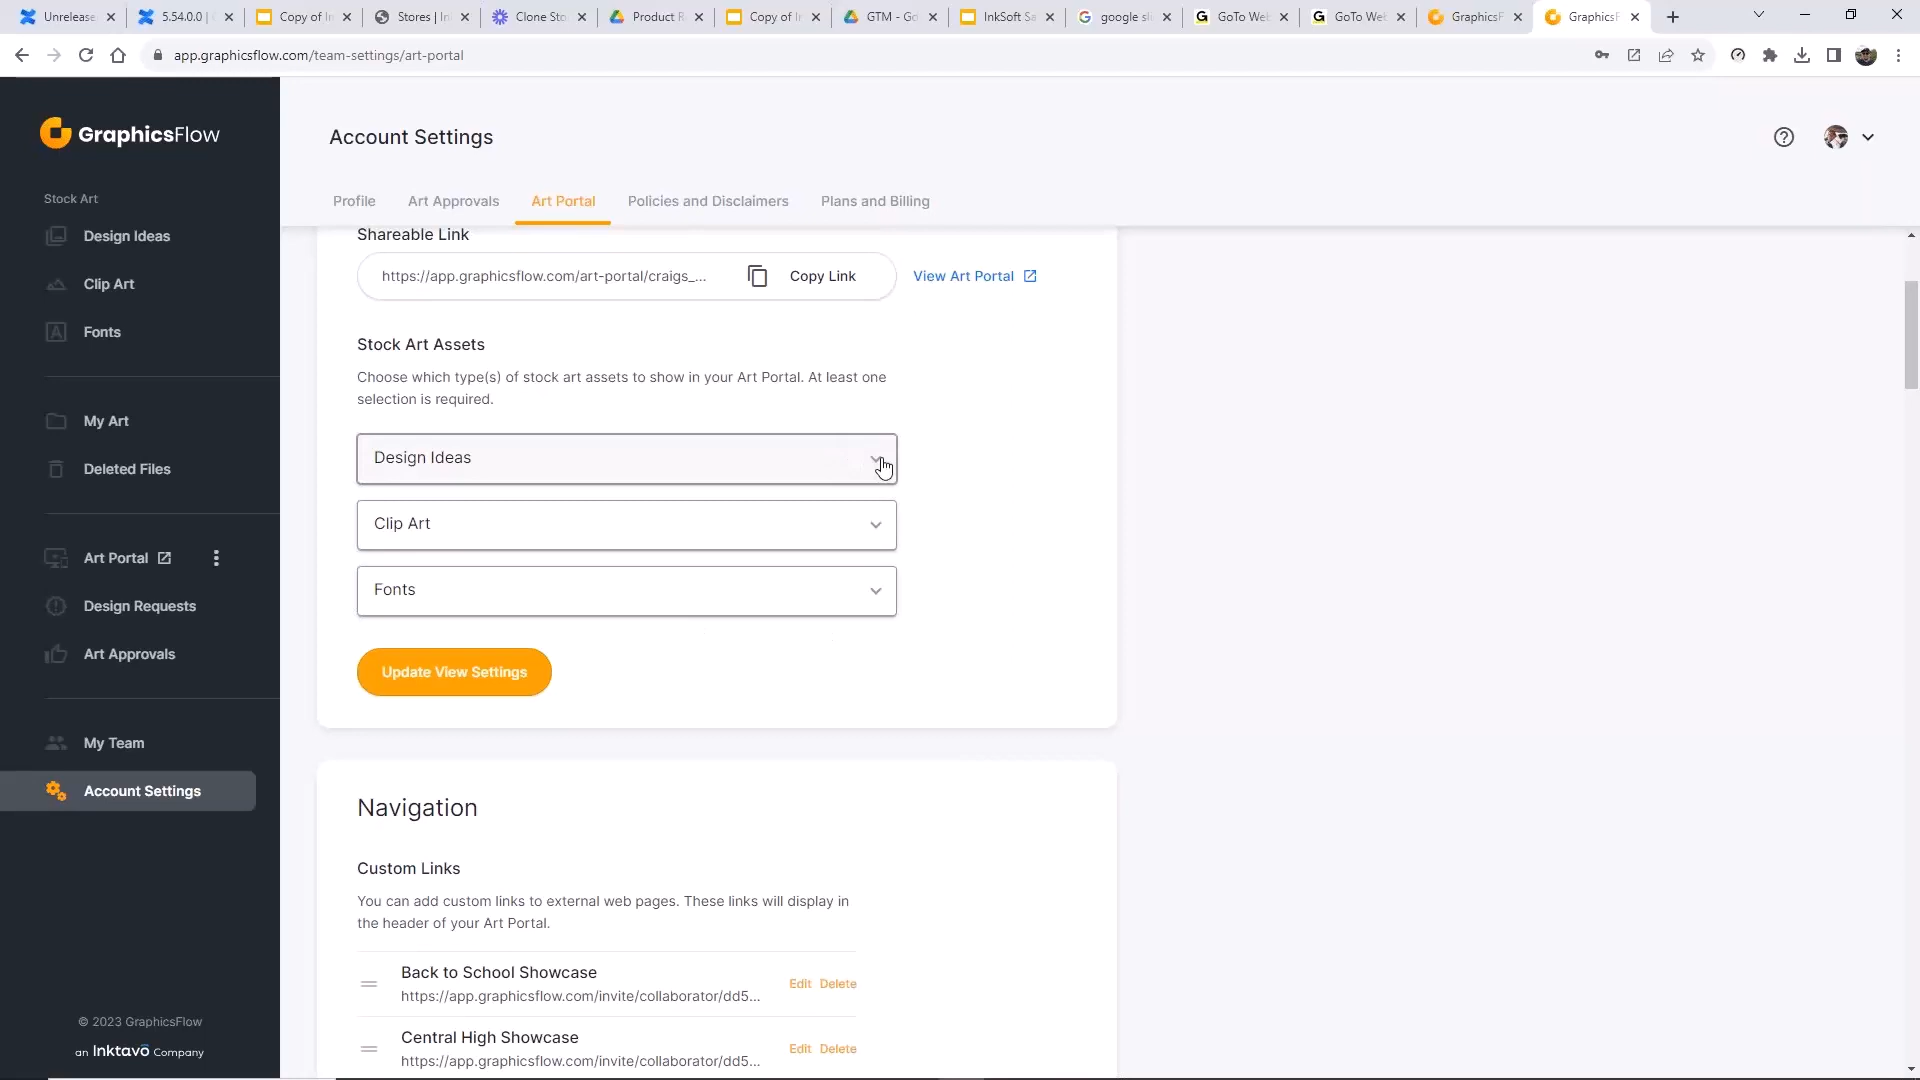 Unrelease
5.54.0.0 |
Copy of In
Stores | In
Clone Sto
Product R
Copy of In
GTM - Go
InkSoft Sa
google sli
GoTo Web
GoTo Web
GraphicsF
GraphicsF
app.graphicsflow.com/team-settings/art-portal
GraphicsFlow
Stock Art
Design Ideas
Clip Art
Fonts
My Art
Deleted Files
Art Portal
Design Requests
Art Approvals
My Team
Account Settings
© 2023 GraphicsFlow
an Inktavo Company
Account Settings
Profile
Art Approvals
Art Portal
Policies and Disclaimers
Plans and Billing
Shareable Link
https://app.graphicsflow.com/art-portal/craigs_...
Copy Link
View Art Portal
Stock Art Assets
Choose which type(s) of stock art assets to show in your Art Portal. At least one
selection is required.
Design Ideas
Clip Art
Fonts
Update View Settings
Navigation
Custom Links
You can add custom links to external web pages. These links will display in
the header of your Art Portal.
Back to School Showcase
https://app.graphicsflow.com/invite/collaborator/dd5...
Edit Delete
Central High Showcase
https://app.graphicsflow.com/invite/collaborator/dd5...
Edit Delete